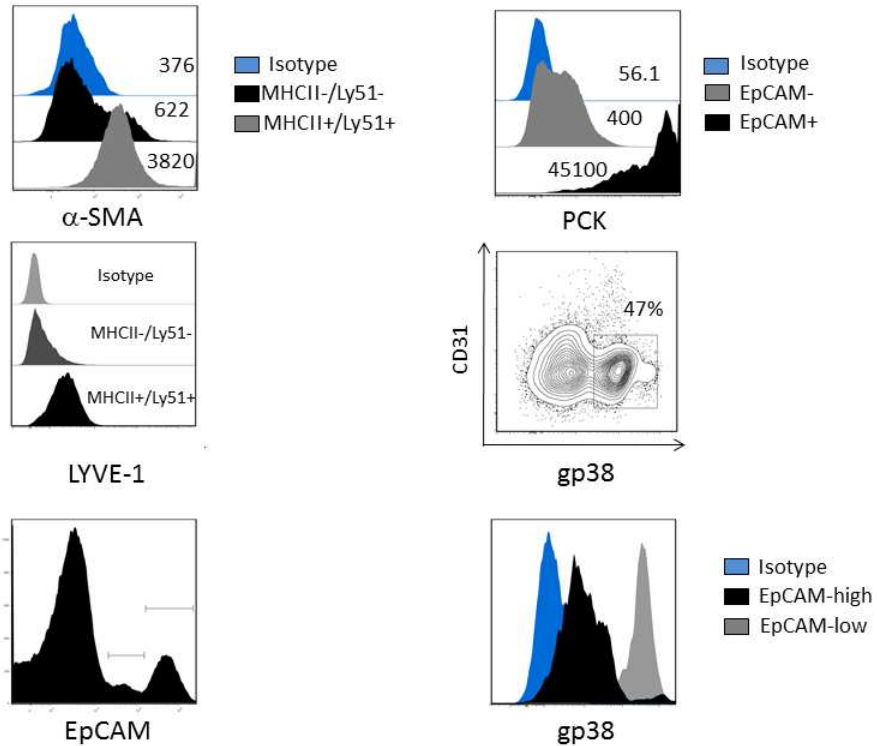 376
622
3820
Isotype
MHCII-/Ly51-
MHCII+/Ly51+
α-SMA
56.1
400
45100
Isotype
EpCAM-
EpCAM+
PCK
Isotype
MHCII-/Ly51-
MHCII+/Ly51+
LYVE-1
47%
CD31
gp38
EpCAM
Isotype
EpCAM-high
EpCAM-low
gp38